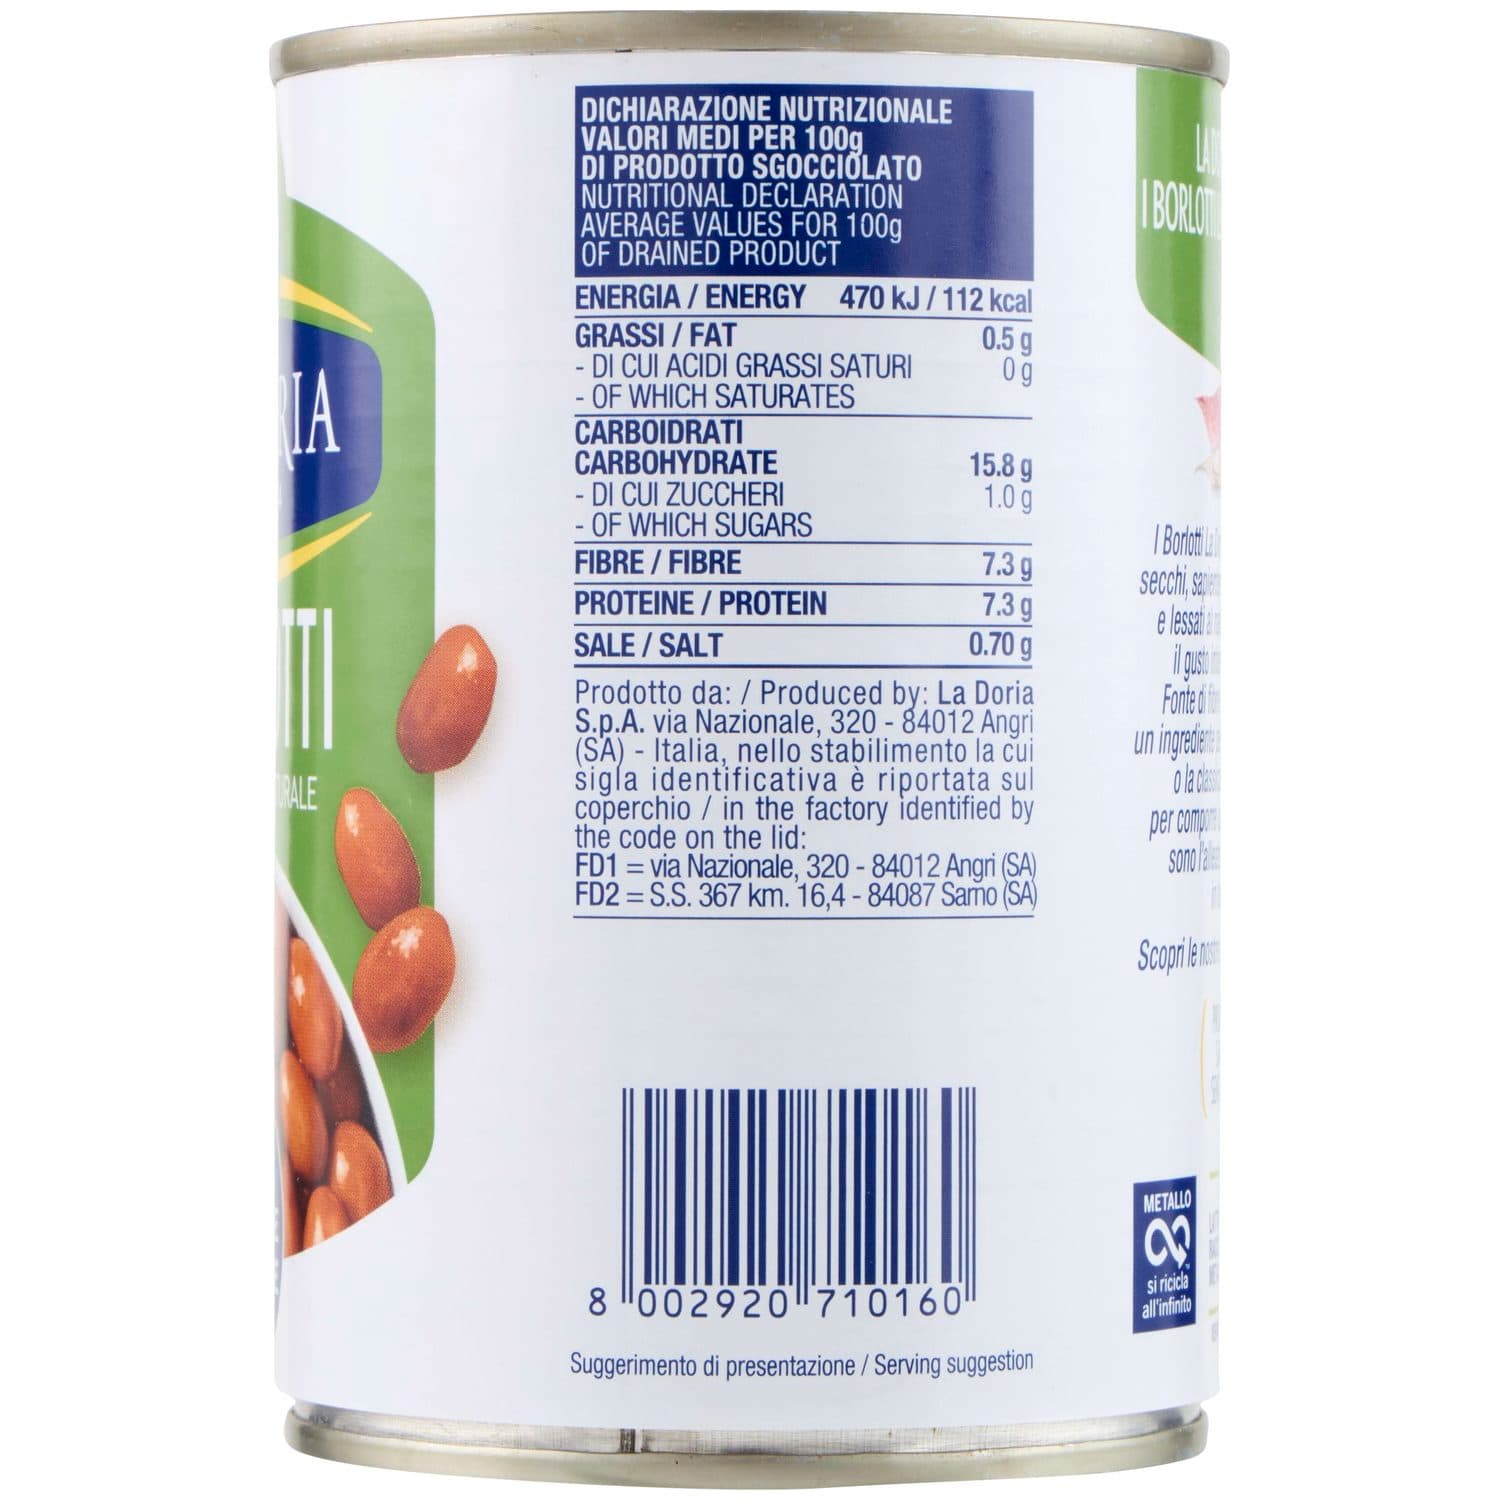 DICHIARAZIONE NUTRIZIONALE
VALORI MEDI PER 100g
DI PRODOTTO SGOCCIOLATO
NUTRITIONAL DECLARATION
AVERAGE VALUES FOR 100g
OF DRAINED PRODUCT
ENERGIA / ENERGY 470 kJ / 112 kcal
GRASSI / FAT 0.5 g
- DI CUI ACIDI GRASSI SATURI 0 g
- OF WHICH SATURATES
CARBOIDRATI
CARBOHYDRATE 15.8 g
- DI CUI ZUCCHERI 1.0 g
- OF WHICH SUGARS
FIBRE / FIBRE 7.3 g
PROTEINE / PROTEIN 7.3 g
SALE / SALT 0.70 g
Prodotto da: / Produced by: La Doria
S.p.A. via Nazionale, 320 - 84012 Angri
(SA) - Italia, nello stabilimento la cui
sigla identificativa è riportata sul
coperchio / in the factory identified by
the code on the lid:
FD1 = via Nazionale, 320 - 84012 Angri (SA)
FD2 = S.S. 367 km. 16,4 - 84087 Sarno (SA)
8 002920 710160
Suggerimento di presentazione / Serving suggestion
RIA
OTTI
URALE
I BORLOTTI
I Borlotti La
secchi,
e lessati
il gusto
Fonte di
un ingrediente
o la
per comporre
sono
Scopri le
METALLO
si ricicla
all'infinito